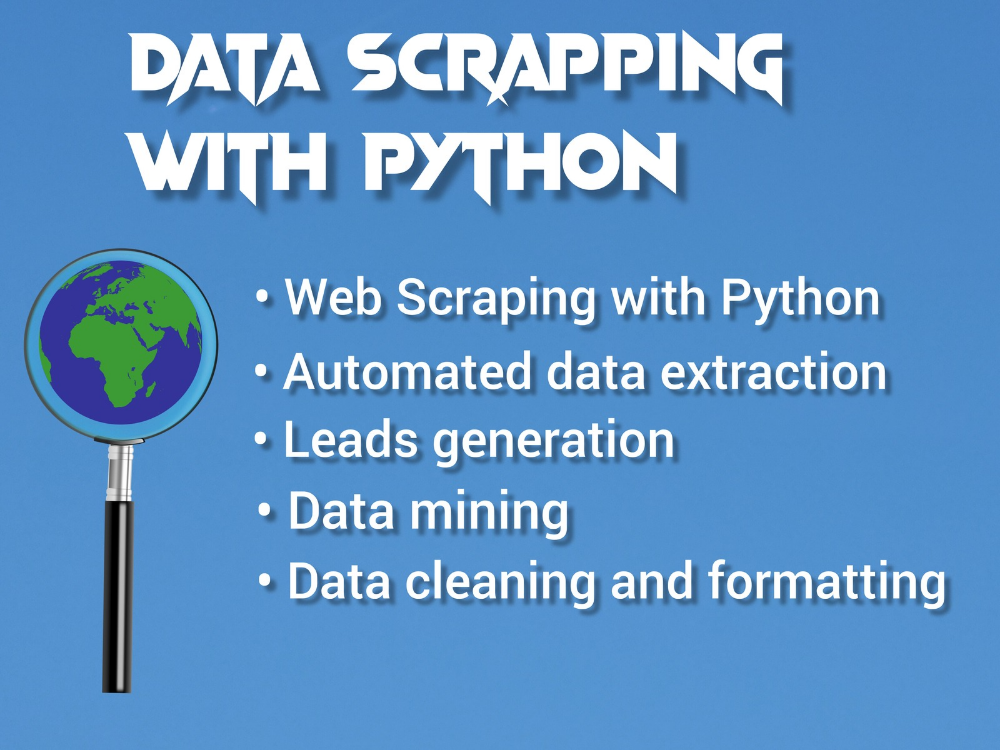 DATA SCRAPPING
WITH PYTHON
• Web Scraping with Python
• Automated data extraction
• Leads generation
• Data mining
• Data cleaning and formatting